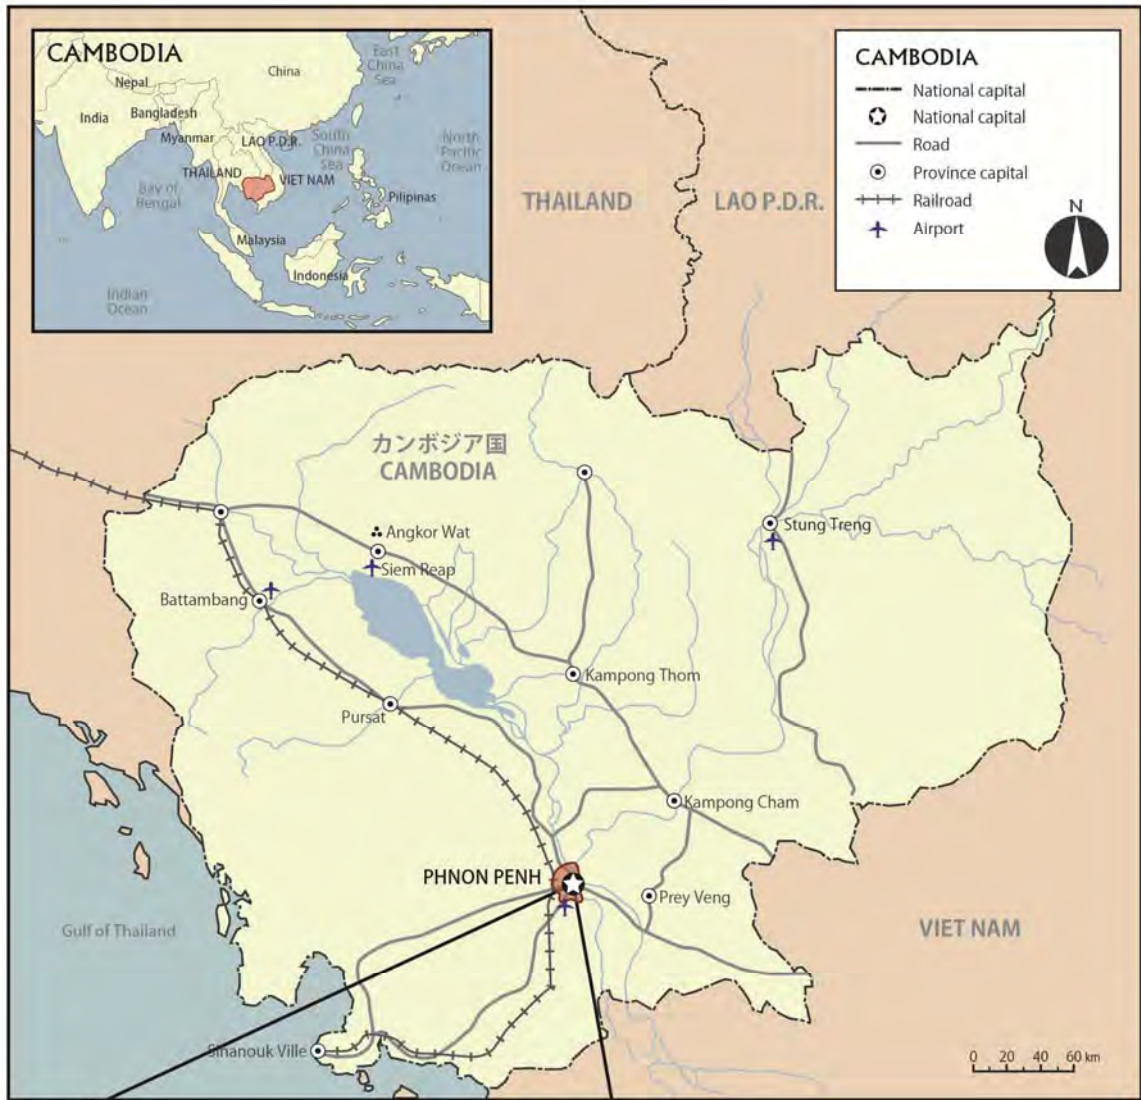 CAMBODIA
East
China
Sea
China
Nepal
India
Bangladesh
Myanmar
LAO P.D.R.
South
China
Sea
North
Pacific
Ocean
THAILAND
VIET NAM
Bay of
Bengal
Pilipinas
Malaysia
Indonesia
Indian
Ocean
CAMBODIA
National capital
National capital
Road
Province capital
Railroad
Airport
N
THAILAND
LAO P.D.R.
カンボジア国
CAMBODIA
Angkor Wat
Siem Reap
Stung Treng
Battambang
Kampong Thom
Pursat
Kampong Cham
PHNON PENH
Prey Veng
Gulf of Thailand
VIET NAM
Sihanouk Ville
0 20 40 60 km